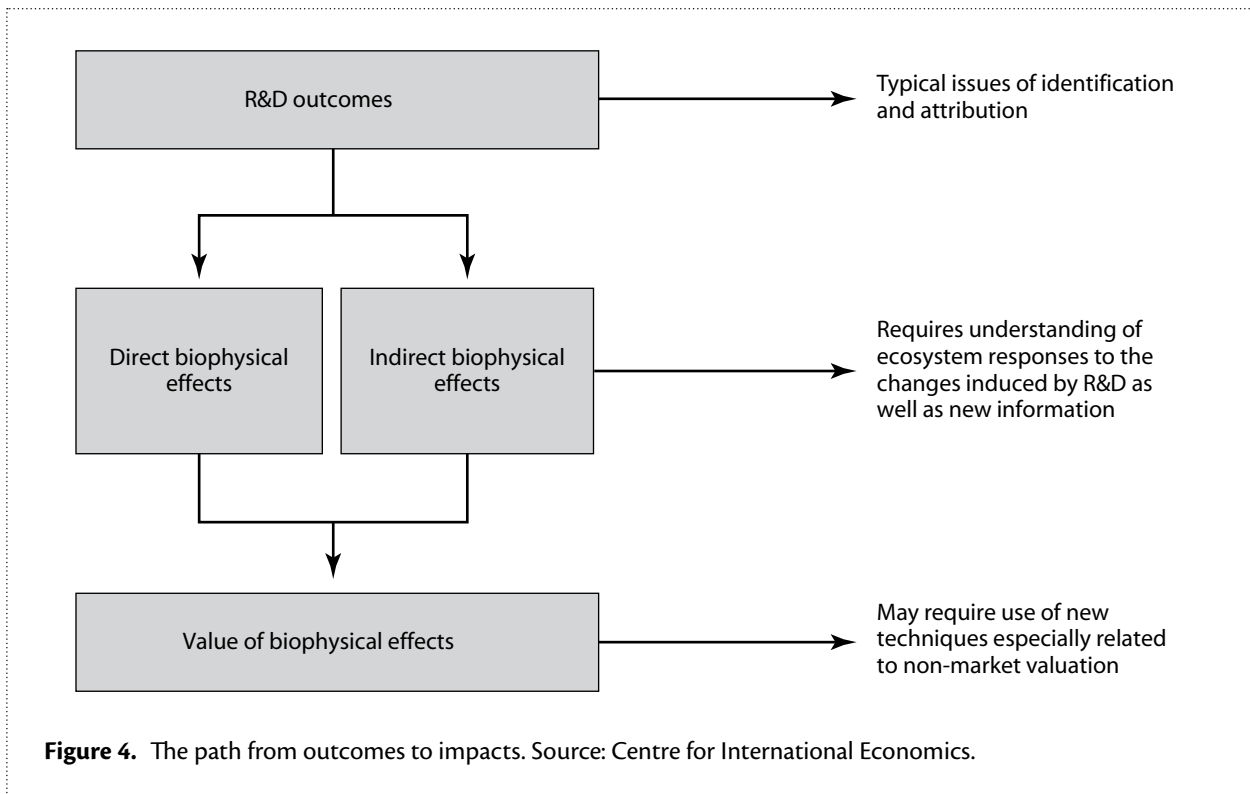 R&D outcomes
Typical issues of identification
and attribution
Direct biophysical
effects
Indirect biophysical
effects
Requires understanding of
ecosystem responses to the
changes induced by R&D as
well as new information
Value of biophysical effects
May require use of new
techniques especially related
to non-market valuation
Figure 4. The path from outcomes to impacts. Source: Centre for International Economics.